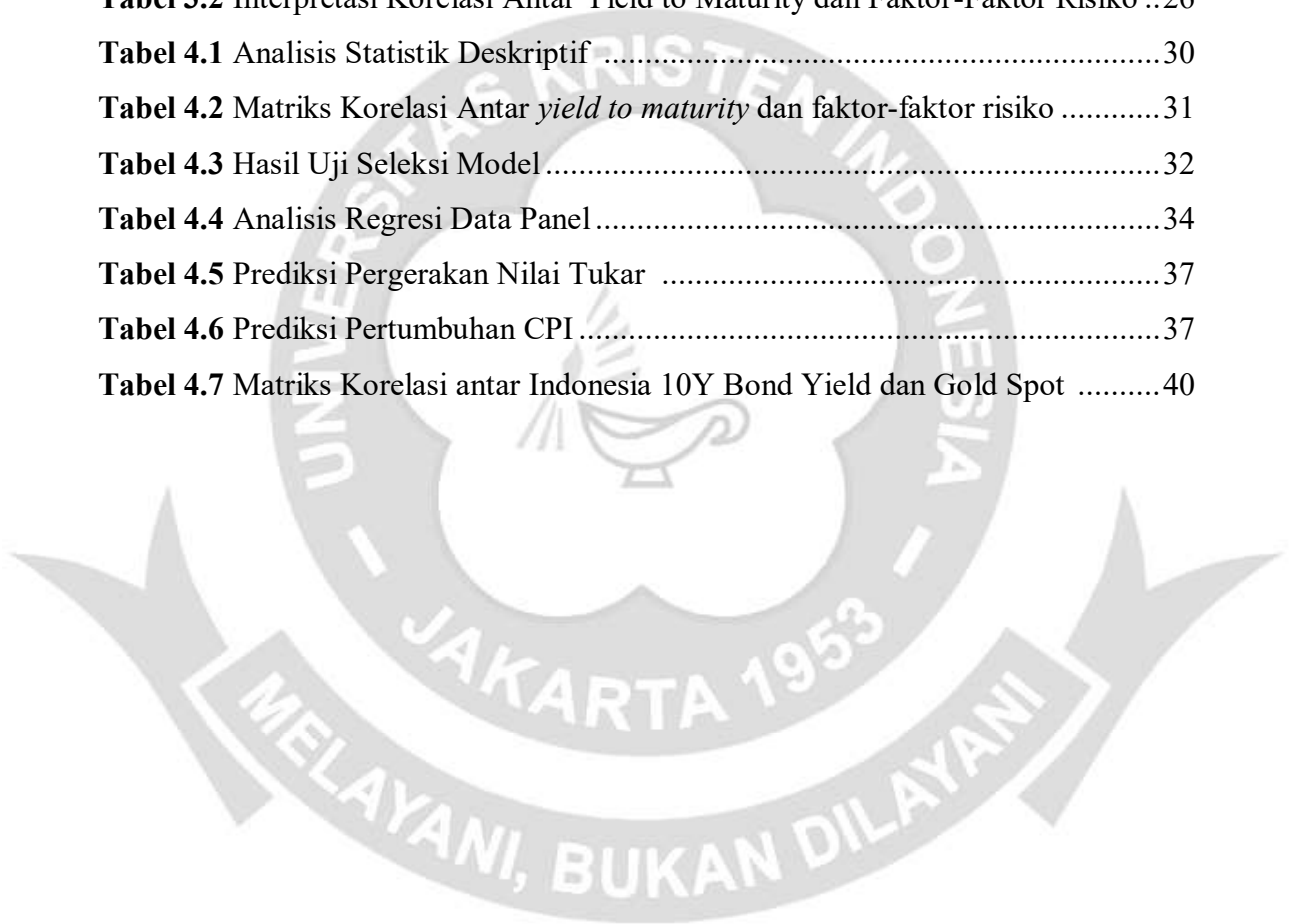 Tabel 3.2 Interpretasi Korelasi Antar Yield to Maturity dan Faktor-Faktor Risiko ..26
Tabel 4.1 Analisis Statistik Deskriptif ....................................................................30
Tabel 4.2 Matriks Korelasi Antar yield to maturity dan faktor-faktor risiko ............31
Tabel 4.3 Hasil Uji Seleksi Model...........................................................................32
Tabel 4.4 Analisis Regresi Data Panel.....................................................................34
Tabel 4.5 Prediksi Pergerakan Nilai Tukar .............................................................37
Tabel 4.6 Prediksi Pertumbuhan CPI.......................................................................37
Tabel 4.7 Matriks Korelasi antar Indonesia 10Y Bond Yield dan Gold Spot ..........40
UNIVERSITAS KRISTEN INDONESIA
JAKARTA 1953
MELAYANI, BUKAN DILAYANI